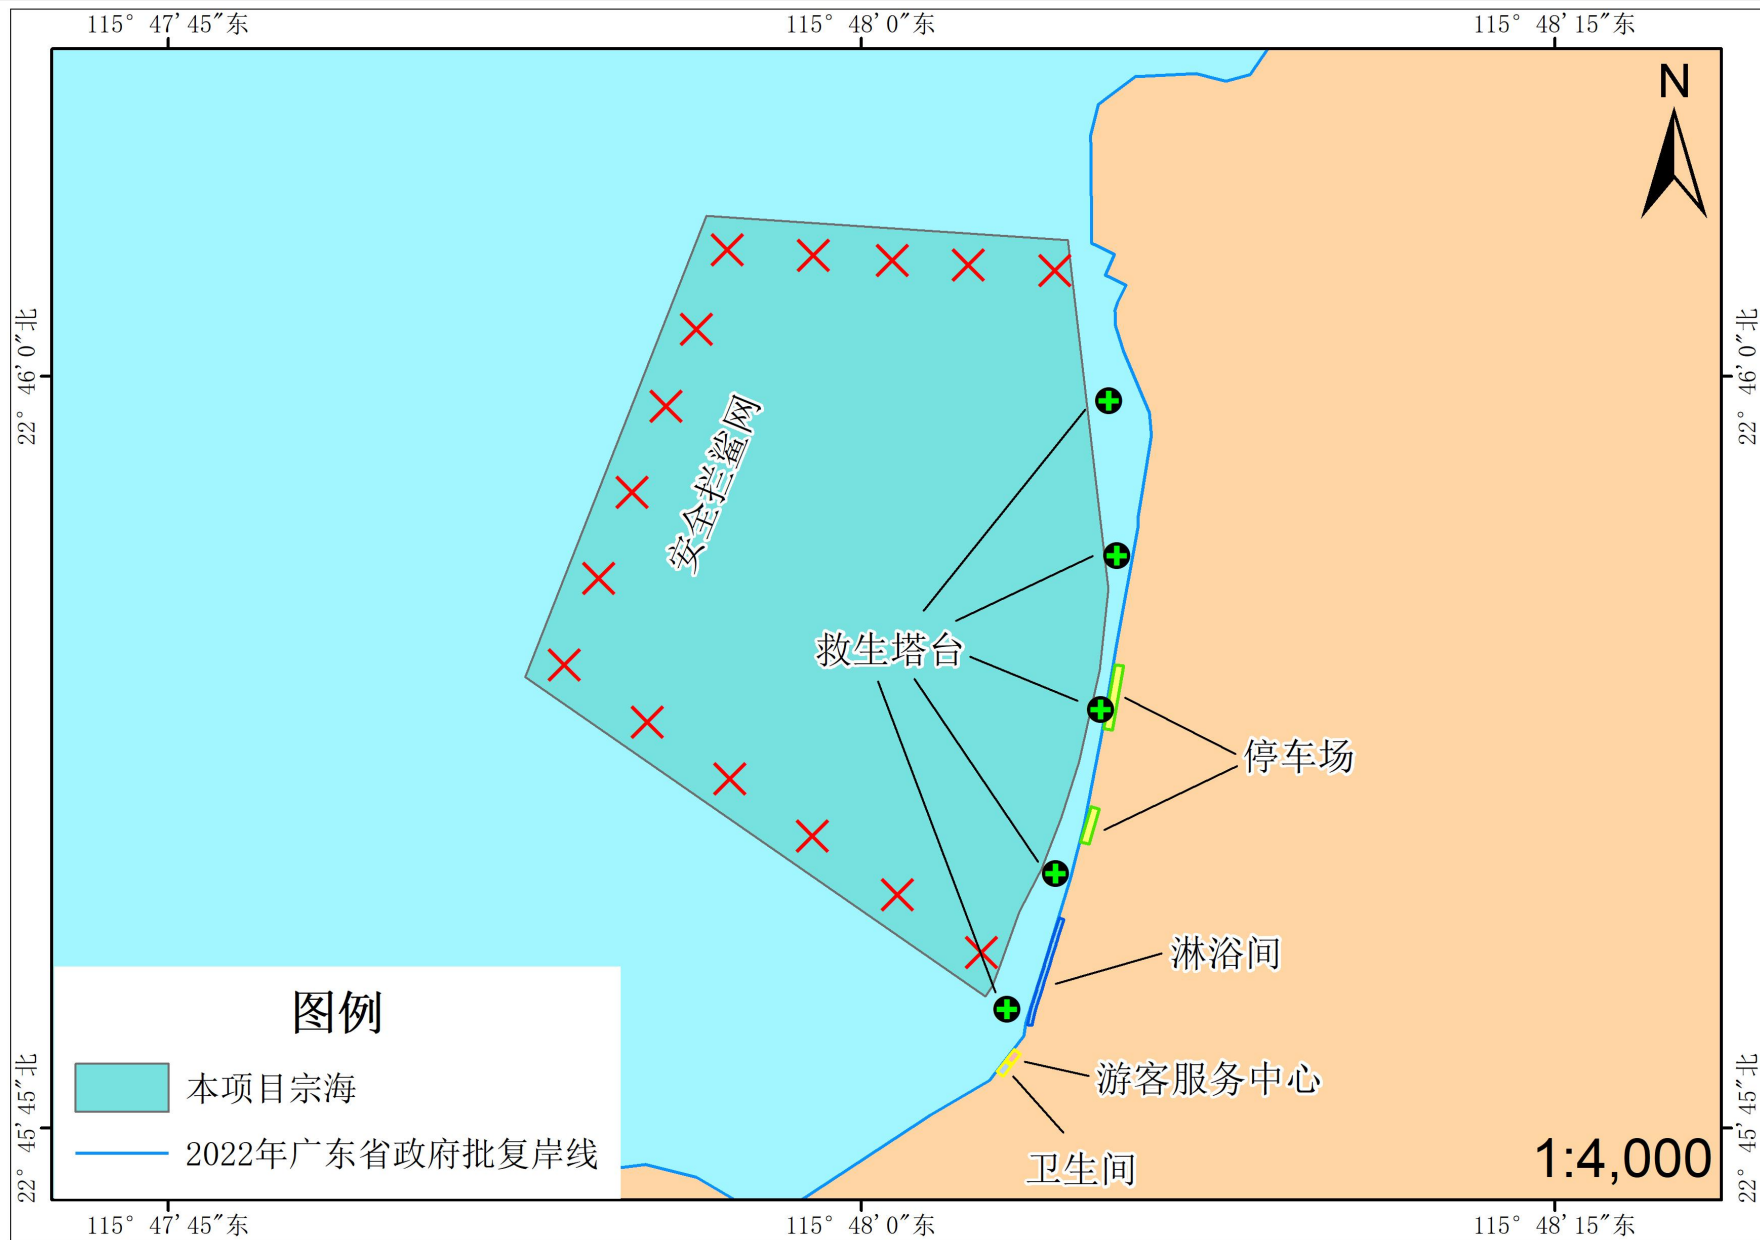 115° 47′45″东
115° 48′0″东
115° 48′15″东
N
22° 46′0″北
22° 46′0″北
安全拦鲨网
救生塔台
停车场
淋浴间
图例
本项目宗海
2022年广东省政府批复岸线
游客服务中心
卫生间
22° 45′45″北
22° 45′45″北
1:4,000
115° 47′45″东
115° 48′0″东
115° 48′15″东